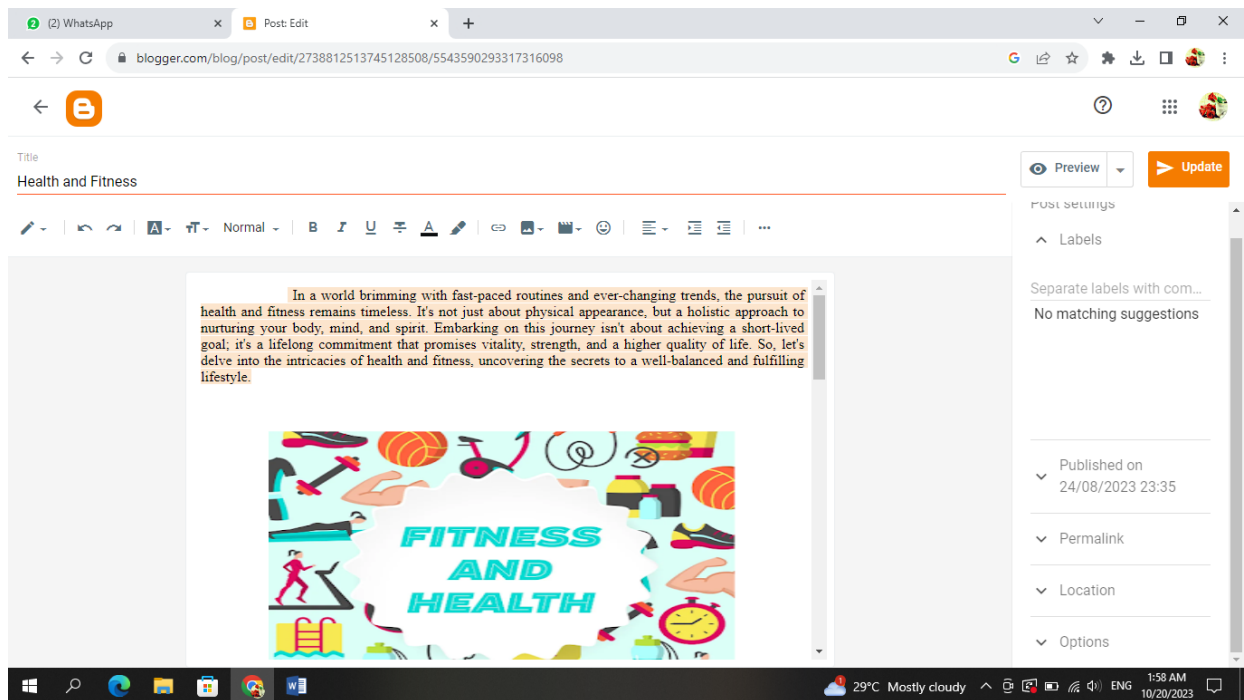 (2) WhatsApp
Post: Edit
blogger.com/blog/post/edit/2738812513745128508/5543590293317316098
Title
Health and Fitness
Preview
Update
Normal
B I U A
Post settings
Labels
Separate labels with com...
No matching suggestions
In a world brimming with fast-paced routines and ever-changing trends, the pursuit of
health and fitness remains timeless. It's not just about physical appearance, but a holistic approach to
nurturing your body, mind, and spirit. Embarking on this journey isn't about achieving a short-lived
goal; it's a lifelong commitment that promises vitality, strength, and a higher quality of life. So, let's
delve into the intricacies of health and fitness, uncovering the secrets to a well-balanced and fulfilling
lifestyle.
FITNESS
AND
HEALTH
Published on
24/08/2023 23:35
Permalink
Location
Options
29°C Mostly cloudy
ENG
1:58 AM
10/20/2023